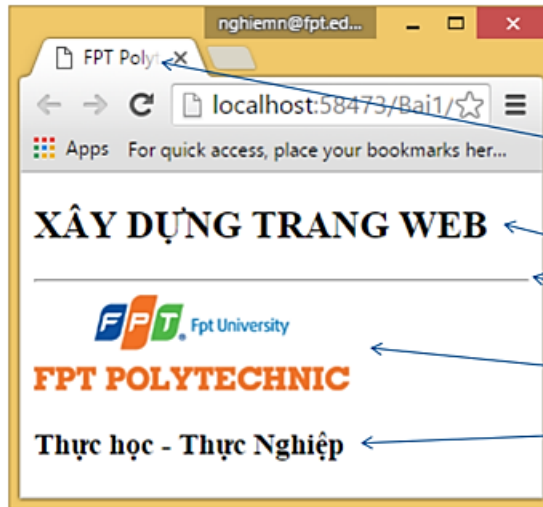 nghiemn@fpt.ed...
FPT Polyt
localhost:58473/Bai1/
Apps For quick access, place your bookmarks her...
XÂY DỰNG TRANG WEB
FPT Fpt University
FPT POLYTECHNIC
Thực học - Thực Nghiệp